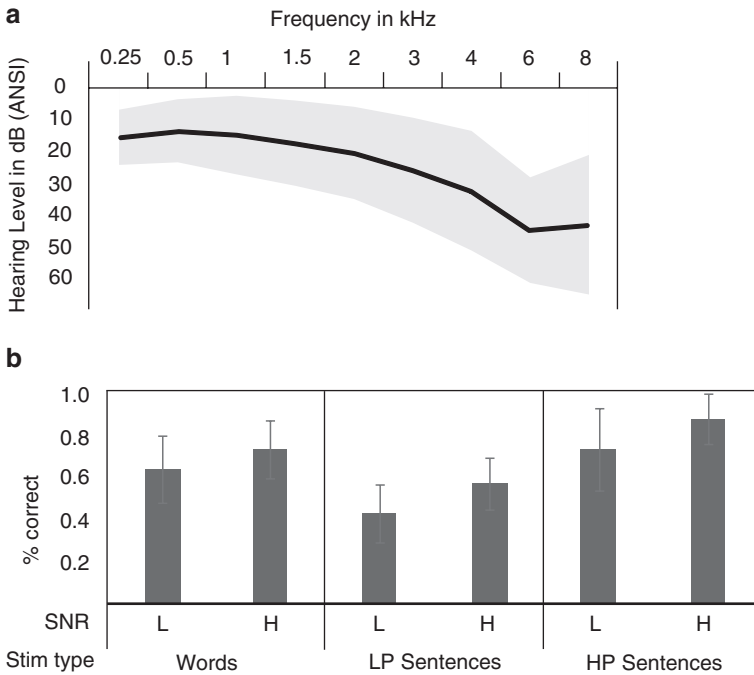 a
Frequency in kHz
0.25 0.5 1 1.5 2 3 4 6 8
Hearing Level in dB (ANSI)
0
10
20
30
40
50
60
b
% correct
1.0
0.8
0.6
0.4
0.2
SNR L H L H L H
Stim type Words LP Sentences HP Sentences